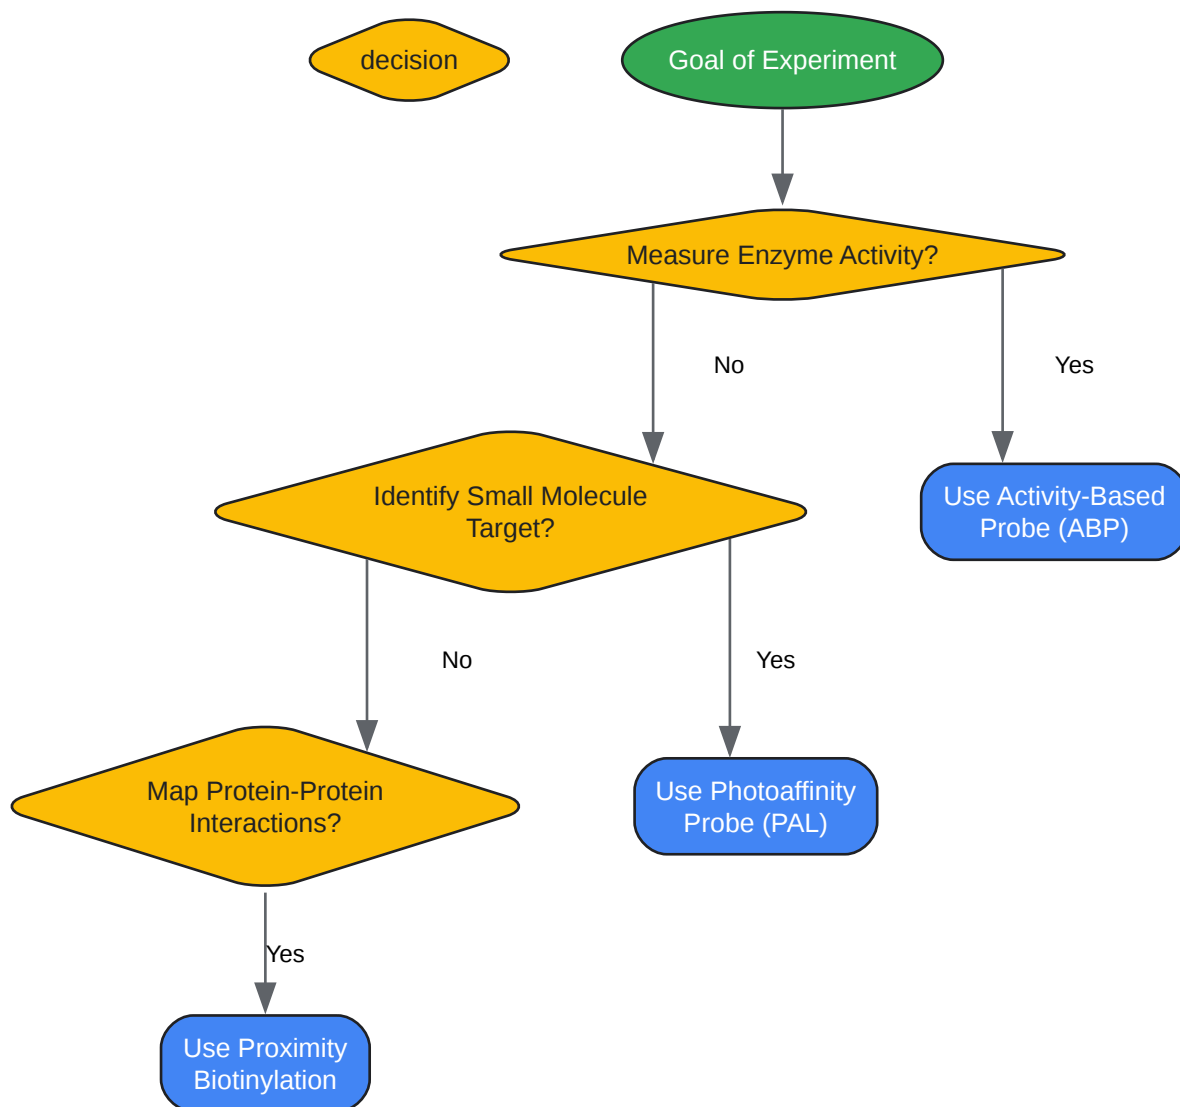 decision
Goal of Experiment
Measure Enzyme Activity?
No
Yes
Identify Small Molecule
Target?
Use Activity-Based
Probe (ABP)
No
Yes
Map Protein-Protein
Interactions?
Use Photoaffinity
Probe (PAL)
Yes
Use Proximity
Biotinylation